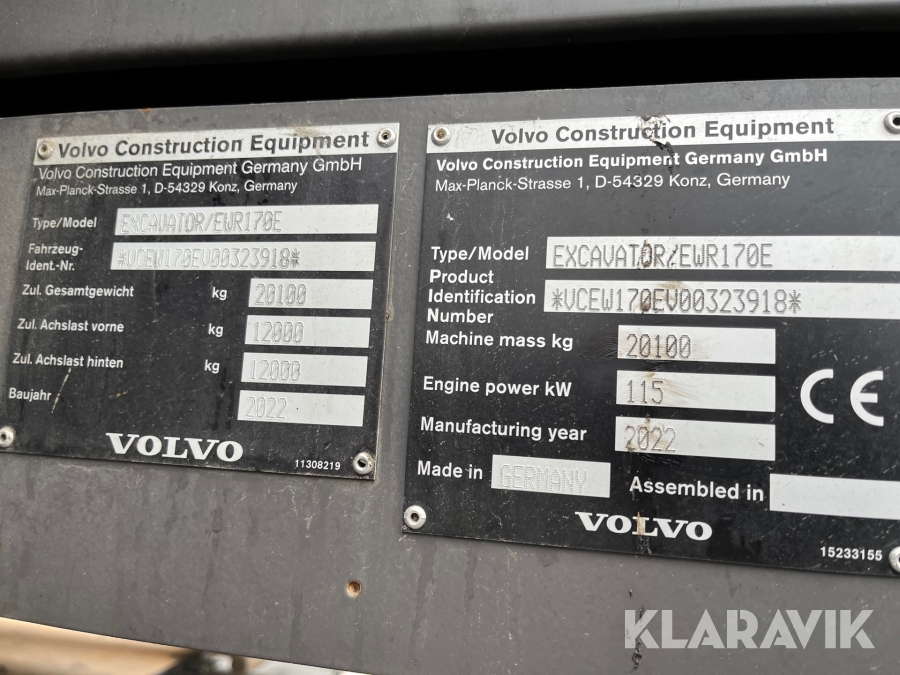 Volvo Construction Equipment
Volvo Construction Equipment Germany GmbH
Max-Planck-Strasse 1, D-54329 Konz, Germany
Type/Model EXCAVATOR/EWR170E
Fahrzeug-
Ident.-Nr. *VCEW170EV00323918*
Zul. Gesamtgewicht kg 20100
Zul. Achslast vorne kg 12000
Zul. Achslast hinten kg 12000
Baujahr 2022
VOLVO
11308219
Volvo Construction Equipment
Volvo Construction Equipment Germany GmbH
Max-Planck-Strasse 1, D-54329 Konz, Germany
Type/Model EXCAVATOR/EWR170E
Product
Identification *VCEW170EV00323918*
Number
Machine mass kg 20100
Engine power kW 115
Manufacturing year 2022
CE
Made in GERMANY Assembled in
VOLVO
15233155
KLARAVIK